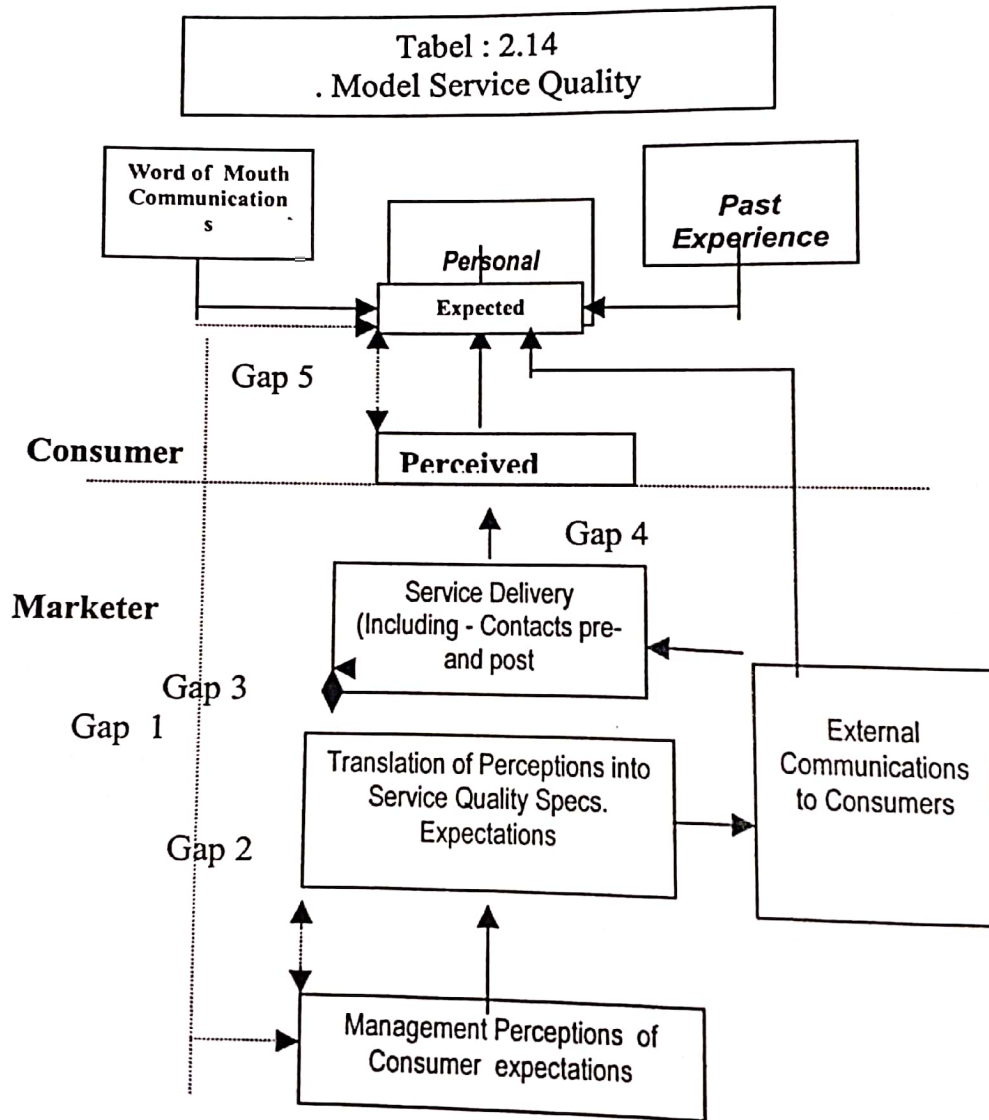 Tabel : 2.14
. Model Service Quality
Word of Mouth
Communication
s
Past
Experience
Personal
Expected
Gap 5
Consumer
Perceived
Gap 4
Marketer
Service Delivery
(Including - Contacts pre-
and post
Gap 3
Gap 1
Translation of Perceptions into
Service Quality Specs.
Expectations
External
Communications
to Consumers
Gap 2
Management Perceptions of
Consumer expectations